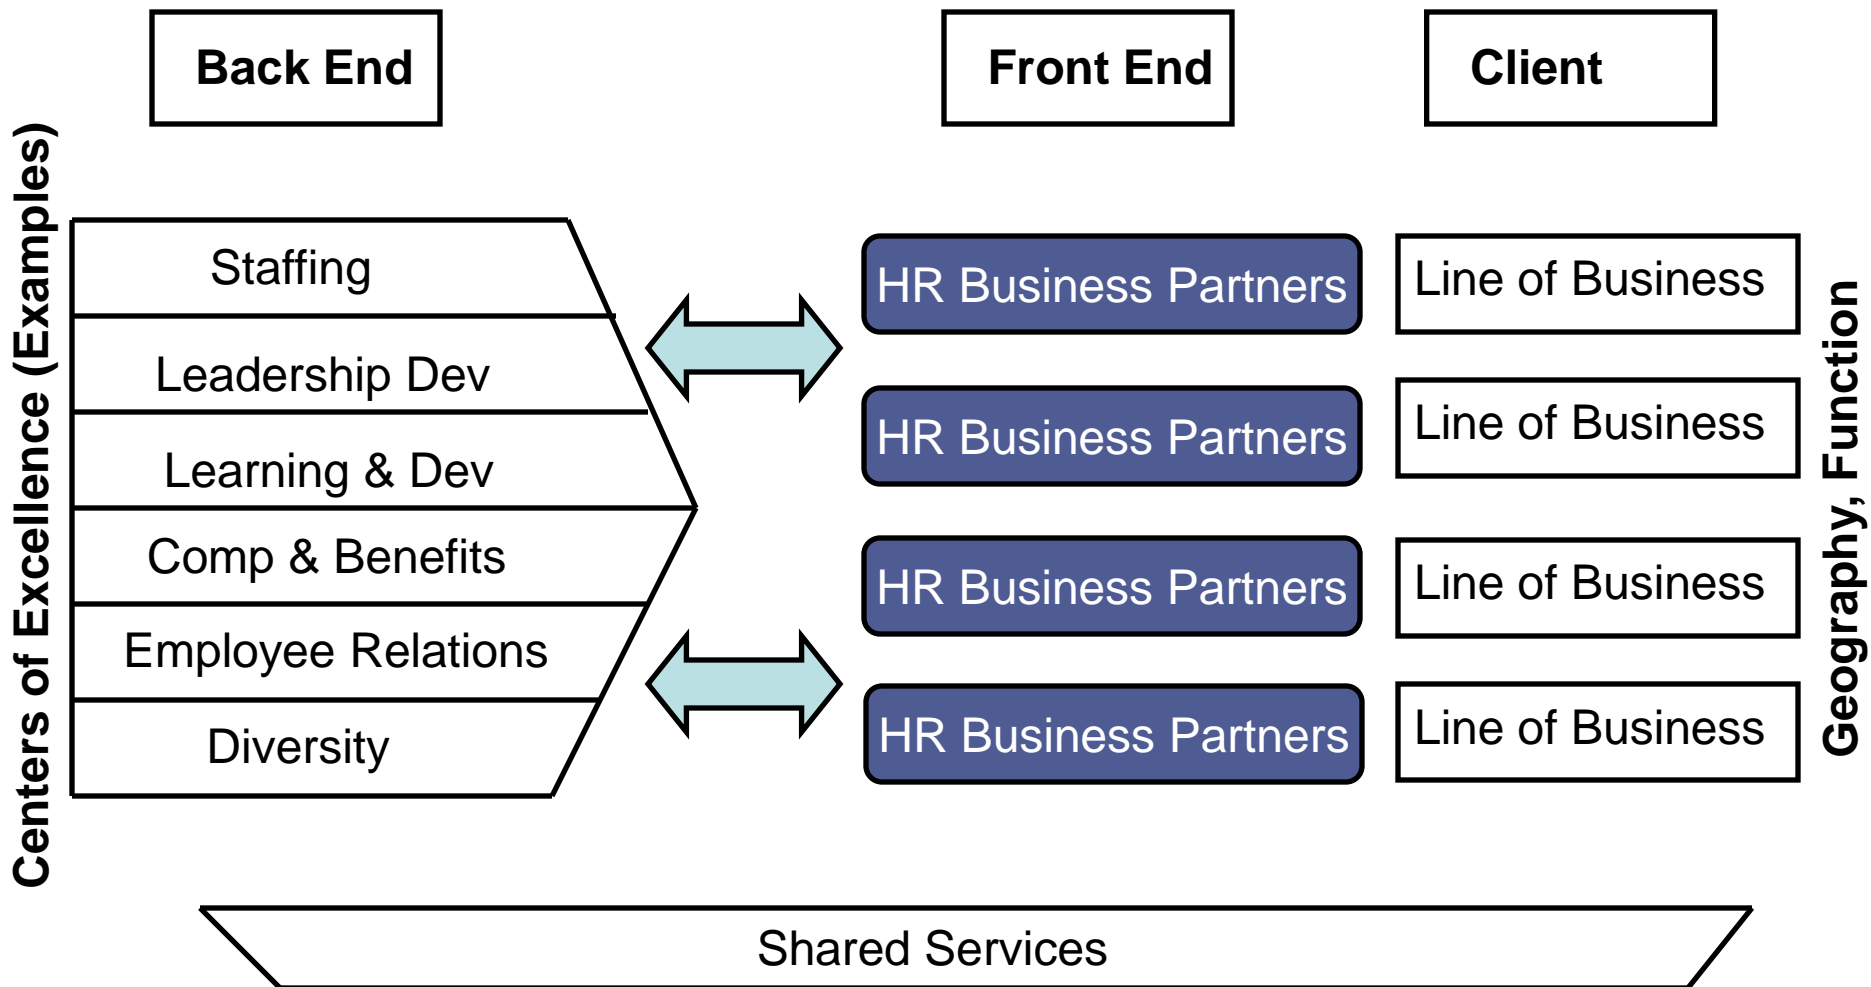 Back End
Front End
Client
Centers of Excellence (Examples)
Staffing
Leadership Dev
Learning & Dev
Comp & Benefits
Employee Relations
Diversity
HR Business Partners
HR Business Partners
HR Business Partners
HR Business Partners
Line of Business
Line of Business
Line of Business
Line of Business
Geography, Function
Shared Services